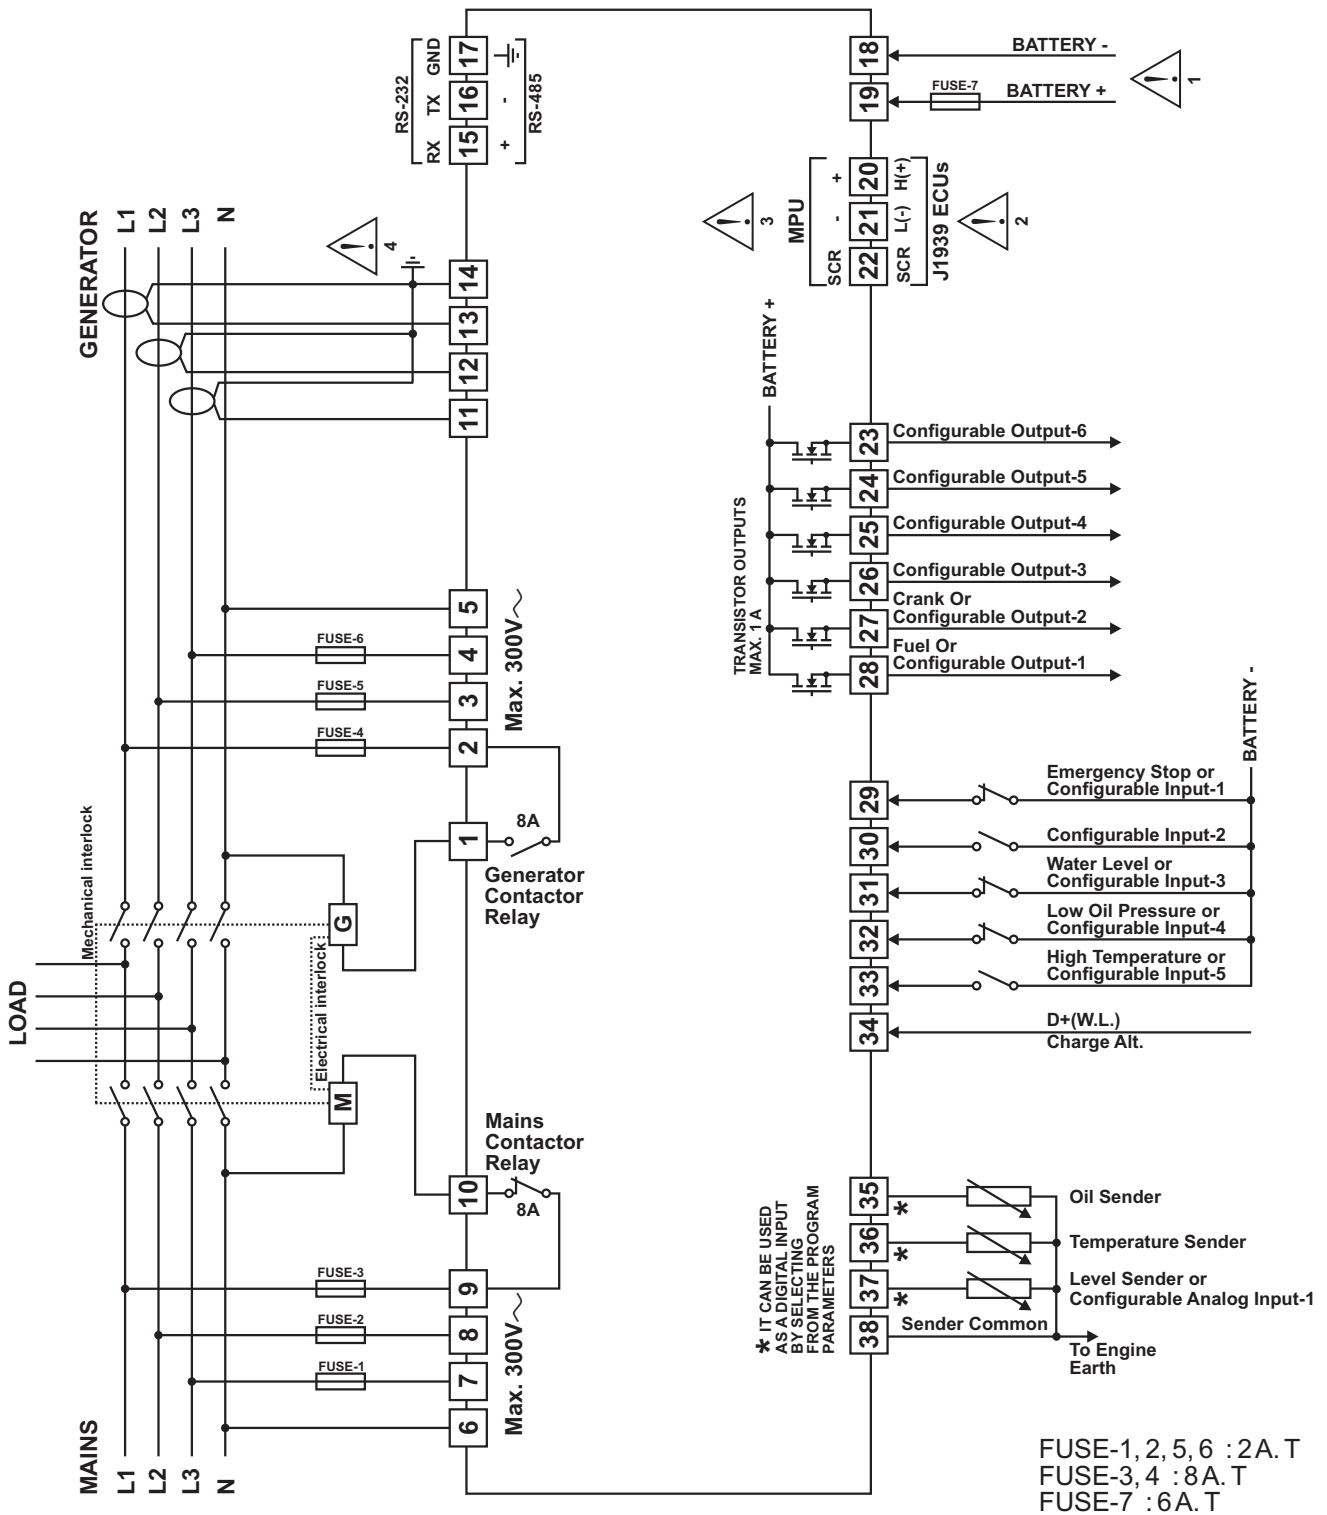 RS-232
RX
TX
GND
15
16
17
+
-
RS-485
GENERATOR
L1
L2
L3
N
4
14
13
12
11
5
4
3
2
FUSE-6
FUSE-5
FUSE-4
Max. 300V
1
8A
Generator
Contactor
Relay
Mechanical interlock
G
Electrical interlock
M
LOAD
Mains
Contactor
Relay
10
8A
9
8
7
6
FUSE-3
FUSE-2
FUSE-1
Max. 300V
MAINS
L1
L2
L3
N
18
BATTERY -
19
FUSE-7
BATTERY +
1
3
MPU
+
-
SCR
20
21
22
H(+)
L(-)
SCR
J1939 ECUs
2
BATTERY +
TRANSISTOR OUTPUTS
MAX. 1 A
23
Configurable Output-6
24
Configurable Output-5
25
Configurable Output-4
26
Configurable Output-3
27
Crank Or
Configurable Output-2
28
Fuel Or
Configurable Output-1
BATTERY -
29
Emergency Stop or
Configurable Input-1
30
Configurable Input-2
31
Water Level or
Configurable Input-3
32
Low Oil Pressure or
Configurable Input-4
33
High Temperature or
Configurable Input-5
34
D+(W.L.)
Charge Alt.
35
*
Oil Sender
36
*
Temperature Sender
37
*
Level Sender or
Configurable Analog Input-1
38
Sender Common
To Engine
Earth
* IT CAN BE USED
AS A DIGITAL INPUT
BY SELECTING
FROM THE PROGRAM
PARAMETERS
FUSE-1, 2, 5, 6 : 2A. T
FUSE-3, 4 : 8A. T
FUSE-7 : 6A. T